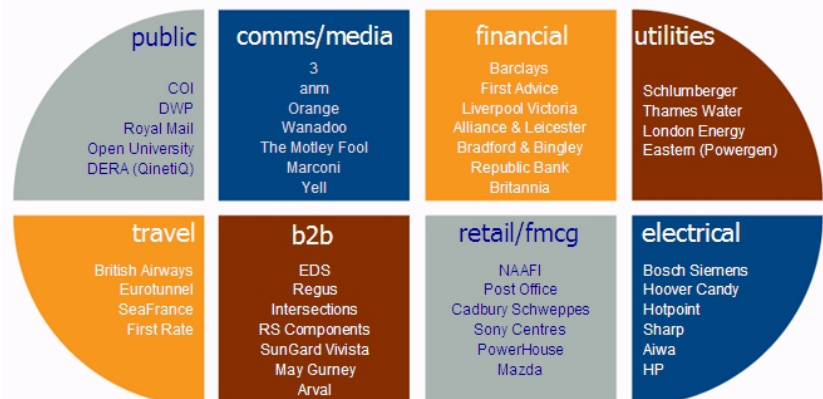 public
COI
DWP
Royal Mail
Open University
DERA (QinetiQ)
comms/media
3
anm
Orange
Wanadoo
The Motley Fool
Marconi
Yell
financial
Barclays
First Advice
Liverpool Victoria
Alliance & Leicester
Bradford & Bingley
Republic Bank
Britannia
utilities
Schlumberger
Thames Water
London Energy
Eastern (Powergen)
travel
British Airways
Eurotunnel
SeaFrance
First Rate
b2b
EDS
Regus
Intersections
RS Components
SunGard Vivista
May Gurney
Arval
retail/fmcg
NAAFI
Post Office
Cadbury Schweppes
Sony Centres
PowerHouse
Mazda
electrical
Bosch Siemens
Hoover Candy
Hotpoint
Sharp
Aiwa
HP